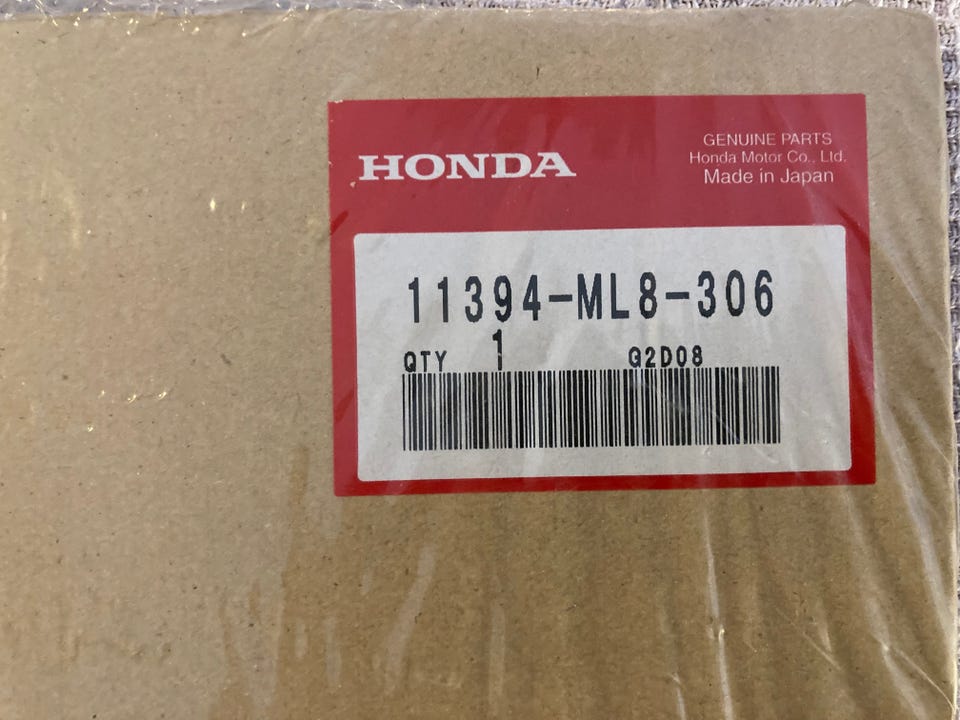 HONDA
GENUINE PARTS
Honda Motor Co., Ltd.
Made in Japan
11394-ML8-306
QTY 1 G2D08